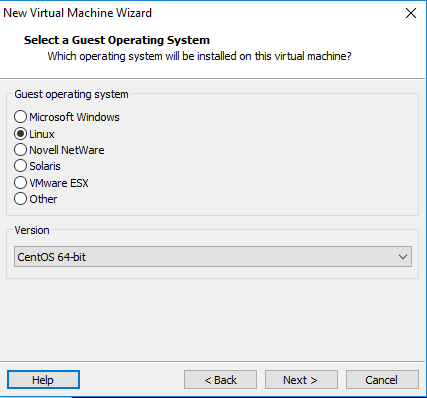 New Virtual Machine Wizard
Select a Guest Operating System
Which operating system will be installed on this virtual machine?
Guest operating system
Microsoft Windows
Linux
Novell NetWare
Solaris
VMware ESX
Other
Version
CentOS 64-bit
Help
< Back
Next >
Cancel